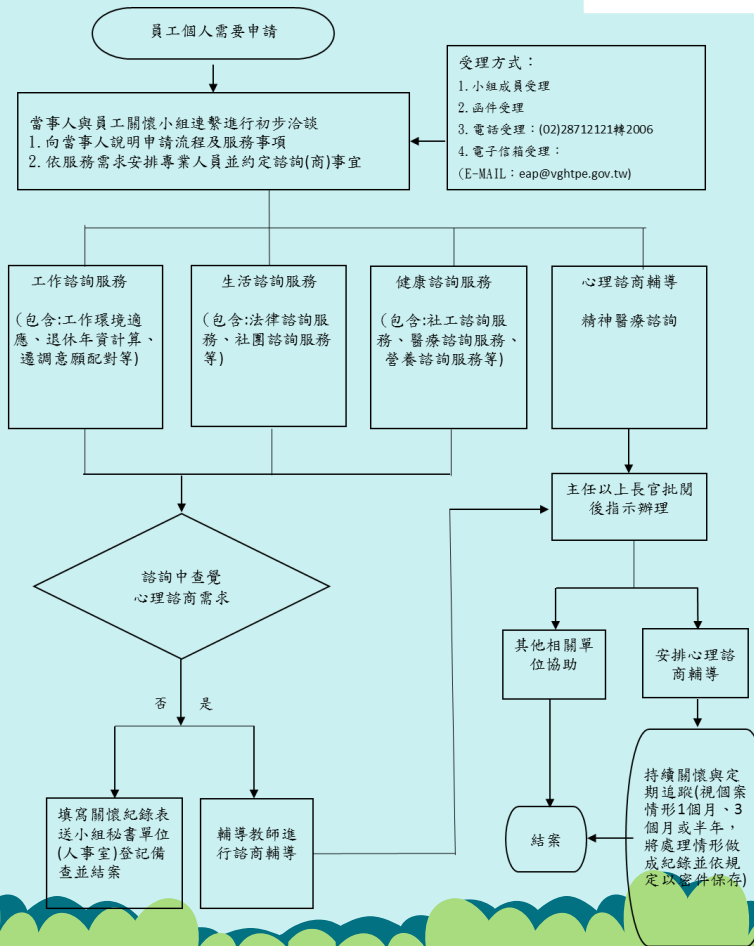 員工個人需要申請
受理方式：
1. 小組成員受理
2. 函件受理
3. 電話受理：(02)28712121轉2006
4. 電子信箱受理：
(E-MAIL：eap@vghtpe.gov.tw)
當事人與員工關懷小組連繫進行初步洽談
1. 向當事人說明申請流程及服務事項
2. 依服務需求安排專業人員並約定諮詢(商)事宜
工作諮詢服務
(包含:工作環境適
應、退休年資計算、
遷調意願配對等)
生活諮詢服務
(包含:法律諮詢服
務、社團諮詢服務
等)
健康諮詢服務
(包含:社工諮詢服
務、醫療諮詢服務、
營養諮詢服務等)
心理諮商輔導
精神醫療諮詢
主任以上長官批閱
後指示辦理
諮詢中查覺
心理諮商需求
其他相關單
位協助
安排心理諮
商輔導
否 是
填寫關懷紀錄表
送小組秘書單位
(人事室)登記備
查並結案
輔導教師進
行諮商輔導
結案
持續關懷與定
期追蹤(視個案
情形1個月、3
個月或半年，
將處理情形做
成紀錄並依規
定以密件保存)